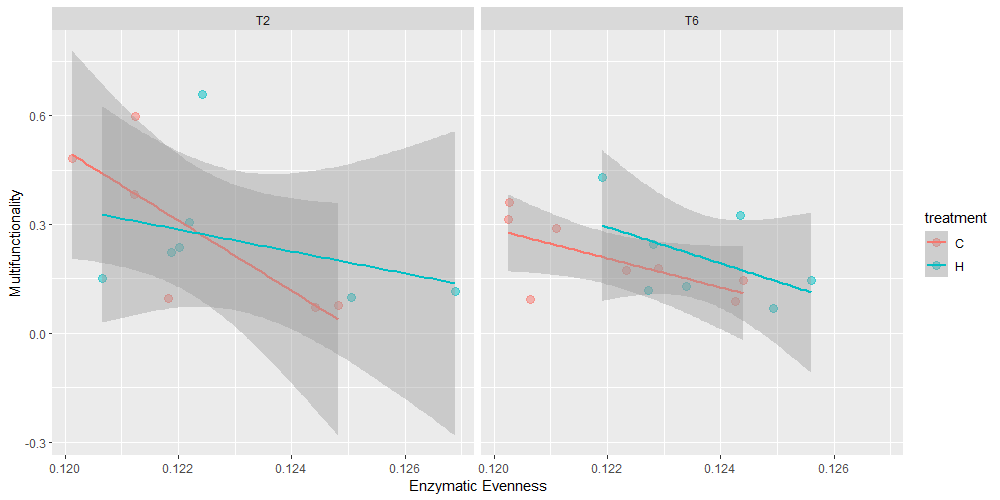 T2 T6
0.6
0.3
0.0
-0.3
Multifunctionality
0.120 0.122 0.124 0.126 0.120 0.122 0.124 0.126
Enzymatic Evenness
treatment
C
H